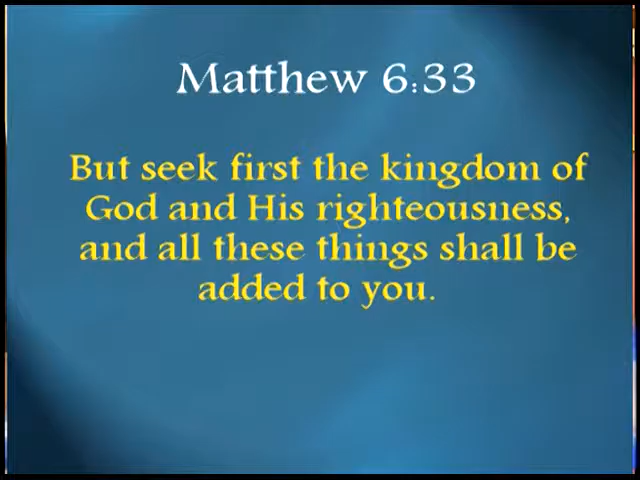 Matthew 6:33
But seek first the kingdom of
God and His righteousness,
and all these things shall be
added to you.